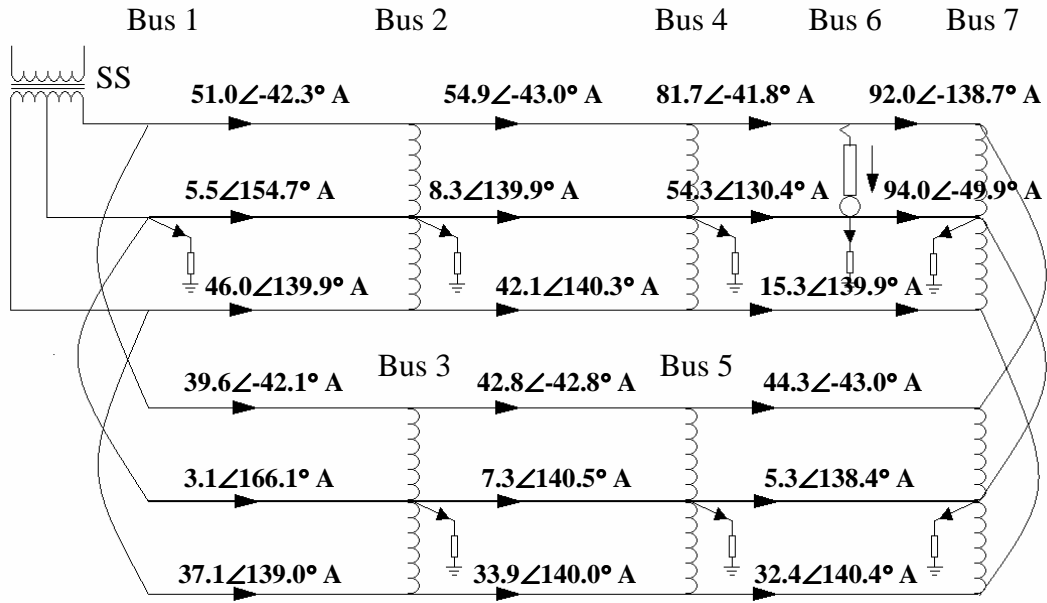 Bus 1 Bus 2 Bus 4 Bus 6 Bus 7
SS
51.0∠-42.3° A 54.9∠-43.0° A 81.7∠-41.8° A 92.0∠-138.7° A
5.5∠154.7° A 8.3∠139.9° A 54.3∠130.4° A 94.0∠-49.9° A
46.0∠139.9° A 42.1∠140.3° A 15.3∠139.9° A
Bus 3 Bus 5
39.6∠-42.1° A 42.8∠-42.8° A 44.3∠-43.0° A
3.1∠166.1° A 7.3∠140.5° A 5.3∠138.4° A
37.1∠139.0° A 33.9∠140.0° A 32.4∠140.4° A